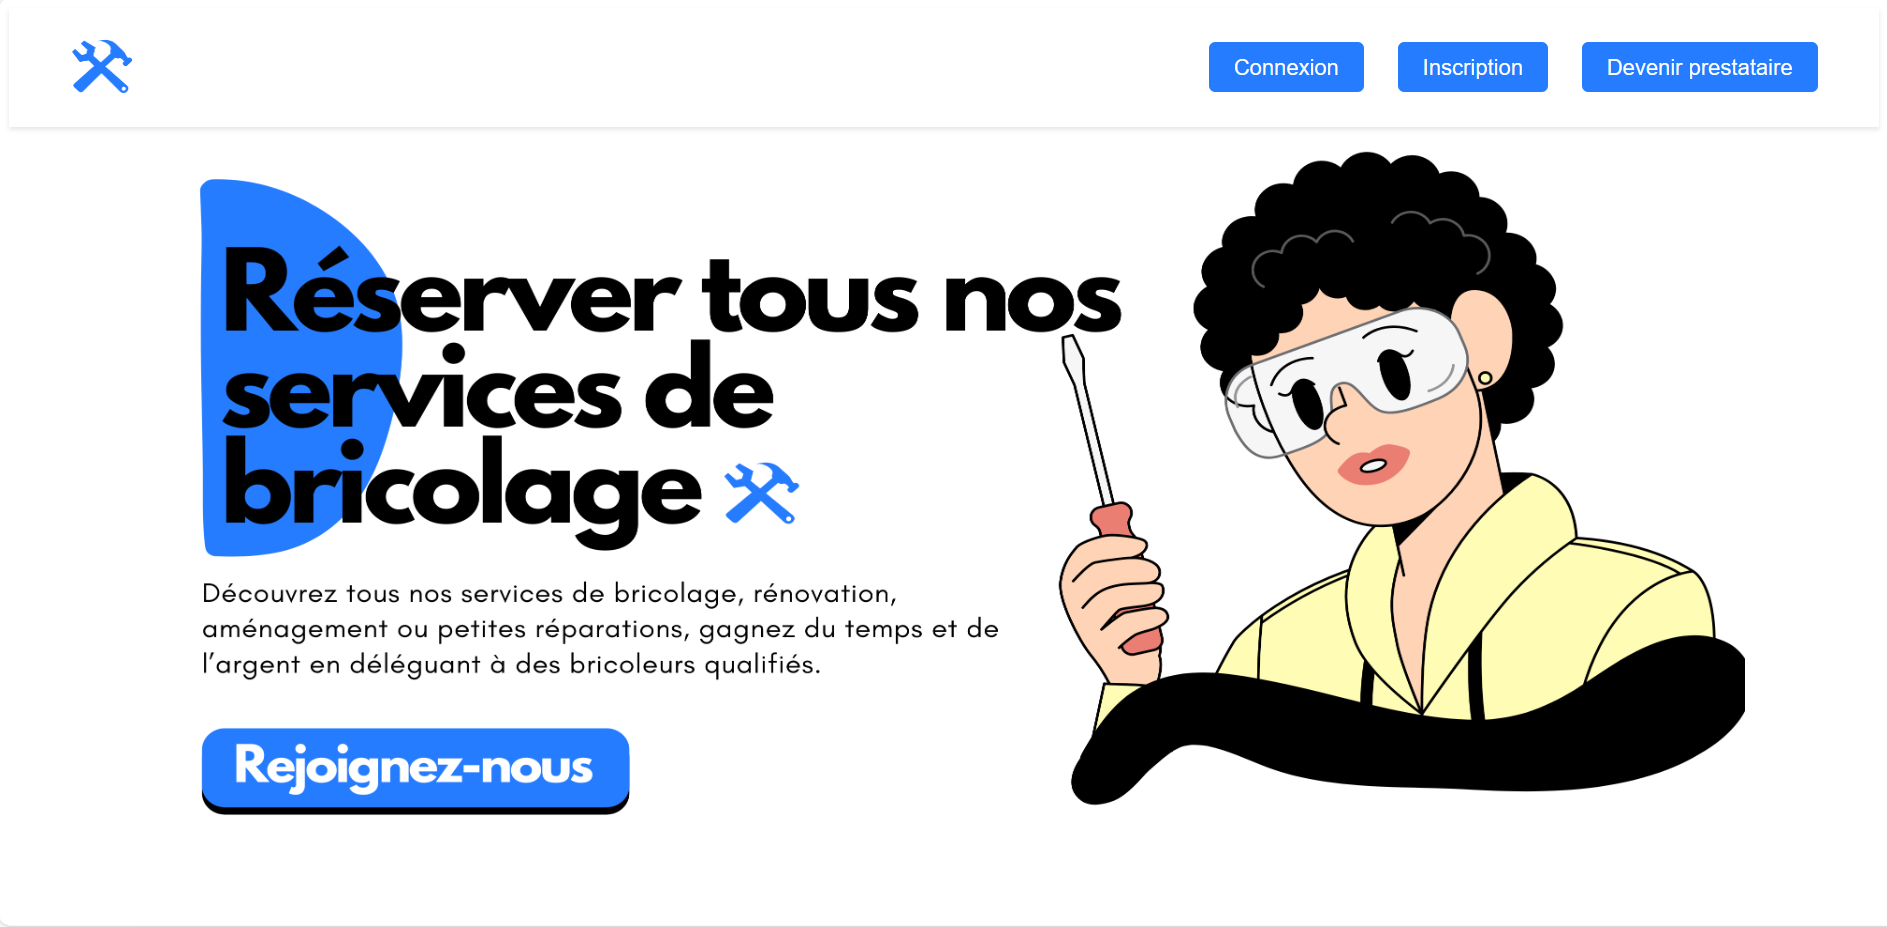 Connexion
Inscription
Devenir prestataire
Réserver tous nos
services de
bricolage
Découvrez tous nos services de bricolage, rénovation,
aménagement ou petites réparations, gagnez du temps et de
l’argent en déléguant à des bricoleurs qualifiés.
Rejoignez-nous